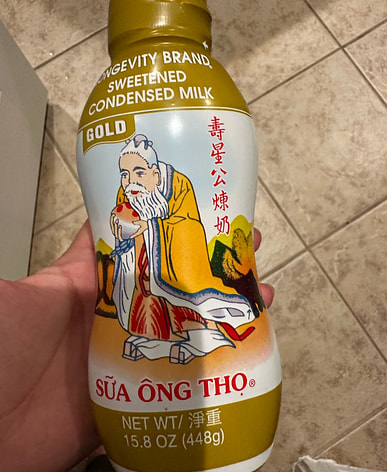 LONGEVITY BRAND
SWEETENED
CONDENSED MILK
GOLD
壽星公煉奶
SỮA ÔNG THỌ®
NET WT/ 淨重
15.8 OZ (448g)